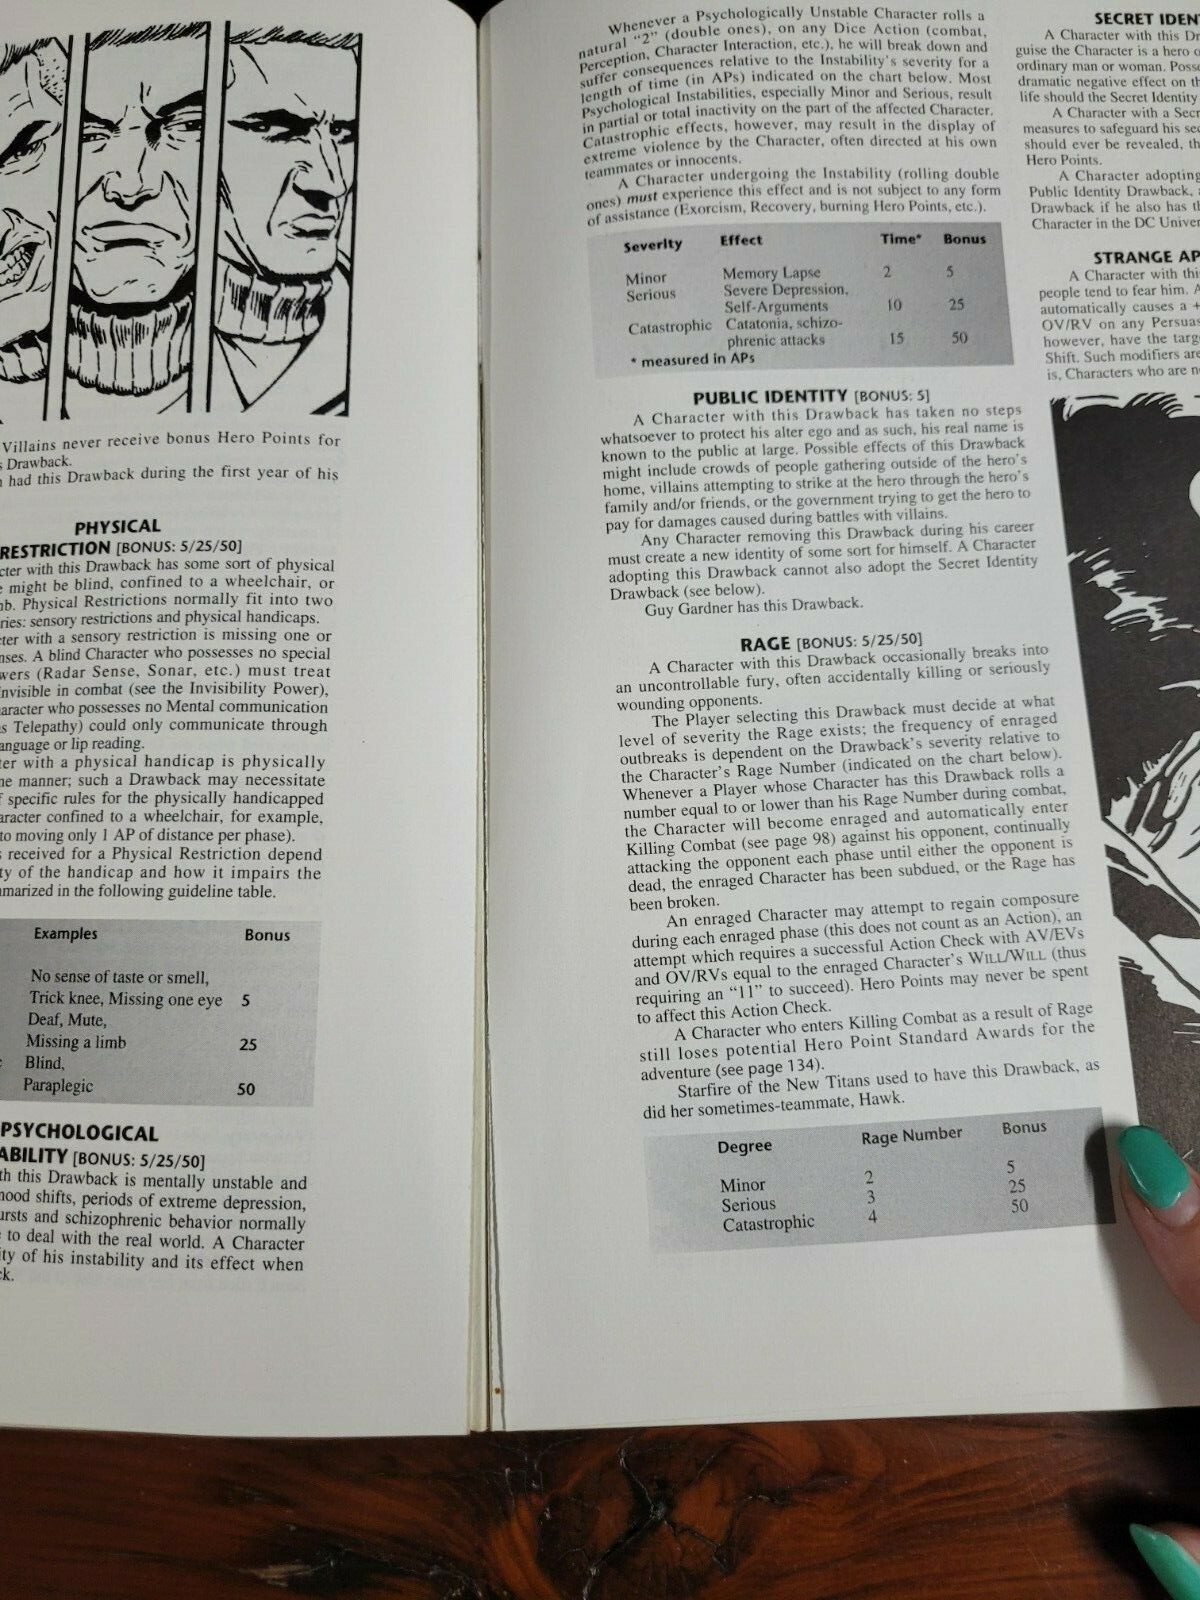 Villains never receive bonus Hero Points for
Drawback.
had this Drawback during the first year of his
PHYSICAL
RESTRICTION [BONUS: 5/25/50]
with this Drawback has some sort of physical
might be blind, confined to a wheelchair, or
Physical Restrictions normally fit into two
sensory restrictions and physical handicaps.
with a sensory restriction is missing one or
A blind Character who possesses no special
(Radar Sense, Sonar, etc.) must treat
invisible in combat (see the Invisibility Power),
who possesses no Mental communication
Telepathy) could only communicate through
language or lip reading.
with a physical handicap is physically
manner; such a Drawback may necessitate
specific rules for the physically handicapped
confined to a wheelchair, for example,
to moving only 1 AP of distance per phase).
received for a Physical Restriction depend
of the handicap and how it impairs the
in the following guideline table.
Examples Bonus
No sense of taste or smell,
Trick knee, Missing one eye 5
Deaf, Mute,
Missing a limb 25
Blind,
Paraplegic 50
PSYCHOLOGICAL
[BONUS: 5/25/50]
this Drawback is mentally unstable and
mood shifts, periods of extreme depression,
and schizophrenic behavior normally
to deal with the real world. A Character
of his instability and its effect when
Whenever a Psychologically Unstable Character rolls a
natural "2" (double ones), on any Dice Action (combat,
Perception, Character Interaction, etc.), he will break down and
suffer consequences relative to the Instability's severity for a
length of time (in APs) indicated on the chart below. Most
Psychological Instabilities, especially Minor and Serious, result
in partial or total inactivity on the part of the affected Character.
Catastrophic effects, however, may result in the display of
extreme violence by the Character, often directed at his own
teammates or innocents.
A Character undergoing the Instability (rolling double
ones) must experience this effect and is not subject to any form
of assistance (Exorcism, Recovery, burning Hero Points, etc.).
Severity Effect Time* Bonus
Minor Memory Lapse 2 5
Serious Severe Depression,
Self-Arguments 10 25
Catastrophic Catatonia, schizo-
phrenic attacks 15 50
* measured in APs
PUBLIC IDENTITY [BONUS: 5]
A Character with this Drawback has taken no steps
whatsoever to protect his alter ego and as such, his real name is
known to the public at large. Possible effects of this Drawback
might include crowds of people gathering outside of the hero's
home, villains attempting to strike at the hero through the hero's
family and/or friends, or the government trying to get the hero to
pay for damages caused during battles with villains.
Any Character removing this Drawback during his career
must create a new identity of some sort for himself. A Character
adopting this Drawback cannot also adopt the Secret Identity
Drawback (see below).
Guy Gardner has this Drawback.
RAGE [BONUS: 5/25/50]
A Character with this Drawback occasionally breaks into
an uncontrollable fury, often accidentally killing or seriously
wounding opponents.
The Player selecting this Drawback must decide at what
level of severity the Rage exists; the frequency of enraged
outbreaks is dependent on the Drawback's severity relative to
the Character's Rage Number (indicated on the chart below).
Whenever a Player whose Character has this Drawback rolls a
number equal to or lower than his Rage Number during combat,
the Character will become enraged and automatically enter
Killing Combat (see page 98) against his opponent, continually
attacking the opponent each phase until either the opponent is
dead, the enraged Character has been subdued, or the Rage has
been broken.
An enraged Character may attempt to regain composure
during each enraged phase (this does not count as an Action), an
attempt which requires a successful Action Check with AV/EVs
and OV/RVs equal to the enraged Character's WILL/WILL (thus
requiring an "11" to succeed). Hero Points may never be spent
to affect this Action Check.
A Character who enters Killing Combat as a result of Rage
still loses potential Hero Point Standard Awards for the
adventure (see page 134).
Starfire of the New Titans used to have this Drawback, as
did her sometimes-teammate, Hawk.
Degree Rage Number Bonus
Minor 2 5
Serious 3 25
Catastrophic 4 50
SECRET
A Character with this
guise the Character is a hero
ordinary man or woman.
dramatic negative effect on
life should the Secret Identity
A Character with a
measures to safeguard his
should ever be revealed,
Hero Points.
A Character adopting
Public Identity Drawback,
Drawback if he also has
Character in the DC
STRANGE
A Character with
people tend to fear him.
automatically causes a +
OV/RV on any
however, have the
Shift. Such modifiers are
is, Characters who are